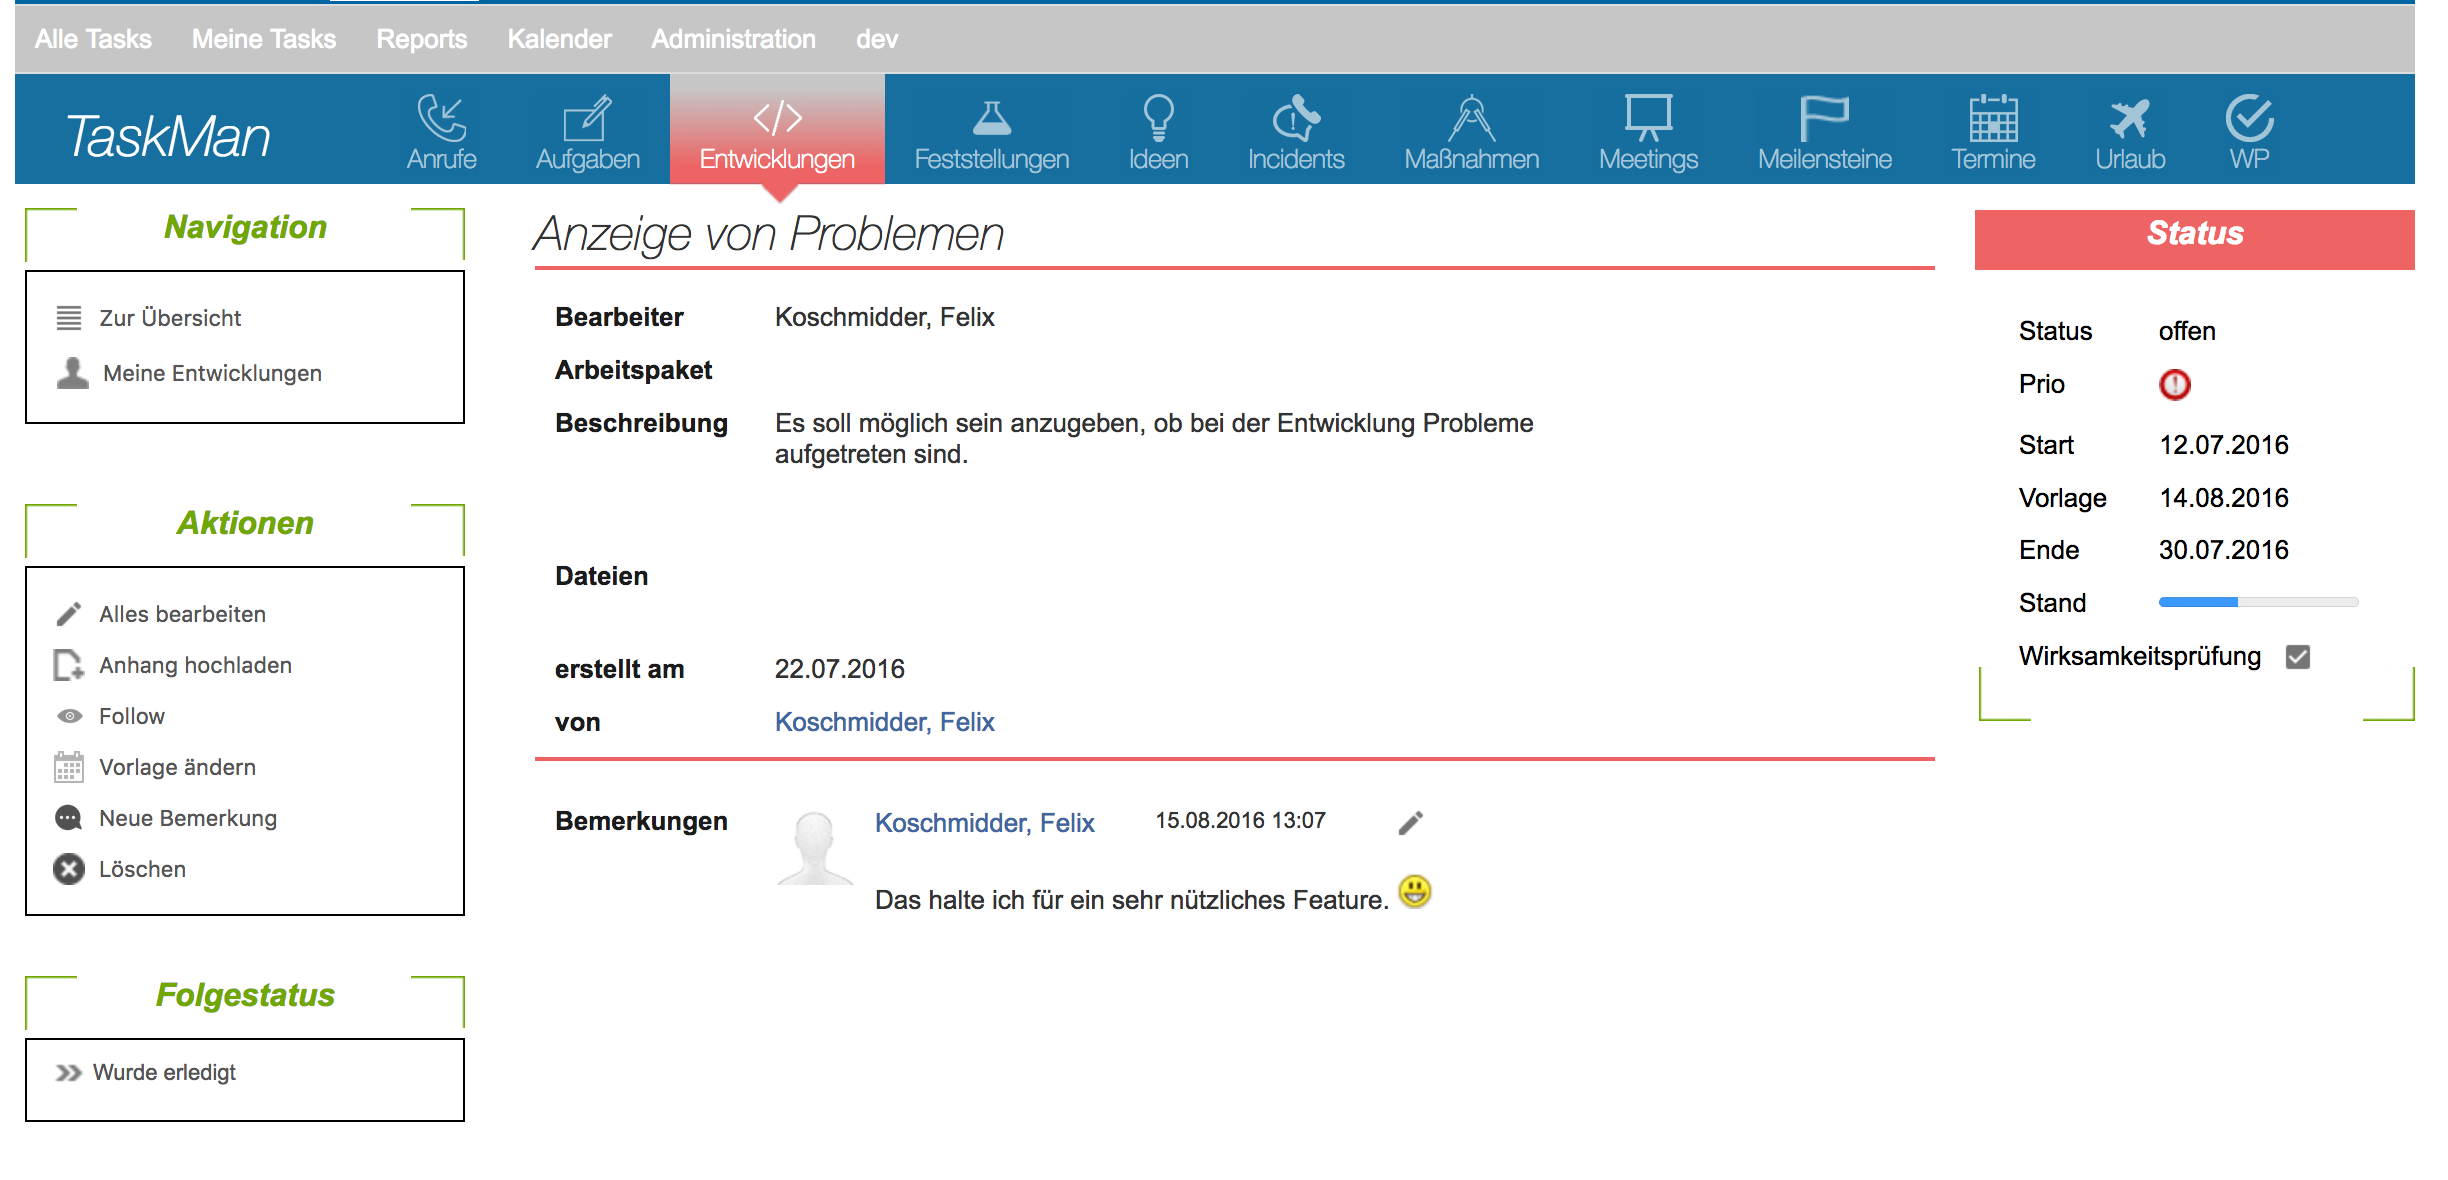 Alle Tasks Meine Tasks Reports Kalender Administration dev
TaskMan
Anrufe Aufgaben Entwicklungen Feststellungen Ideen Incidents Maßnahmen Meetings Meilensteine Termine Urlaub WP
Navigation
Zur Übersicht
Meine Entwicklungen
Aktionen
Alles bearbeiten
Anhang hochladen
Follow
Vorlage ändern
Neue Bemerkung
Löschen
Folgestatus
Wurde erledigt
Anzeige von Problemen
Bearbeiter Koschmidder, Felix
Arbeitspaket
Beschreibung Es soll möglich sein anzugeben, ob bei der Entwicklung Probleme
aufgetreten sind.
Dateien
erstellt am 22.07.2016
von Koschmidder, Felix
Bemerkungen Koschmidder, Felix 15.08.2016 13:07
Das halte ich für ein sehr nützliches Feature.
Status
Status offen
Prio
Start 12.07.2016
Vorlage 14.08.2016
Ende 30.07.2016
Stand
Wirksamkeitsprüfung